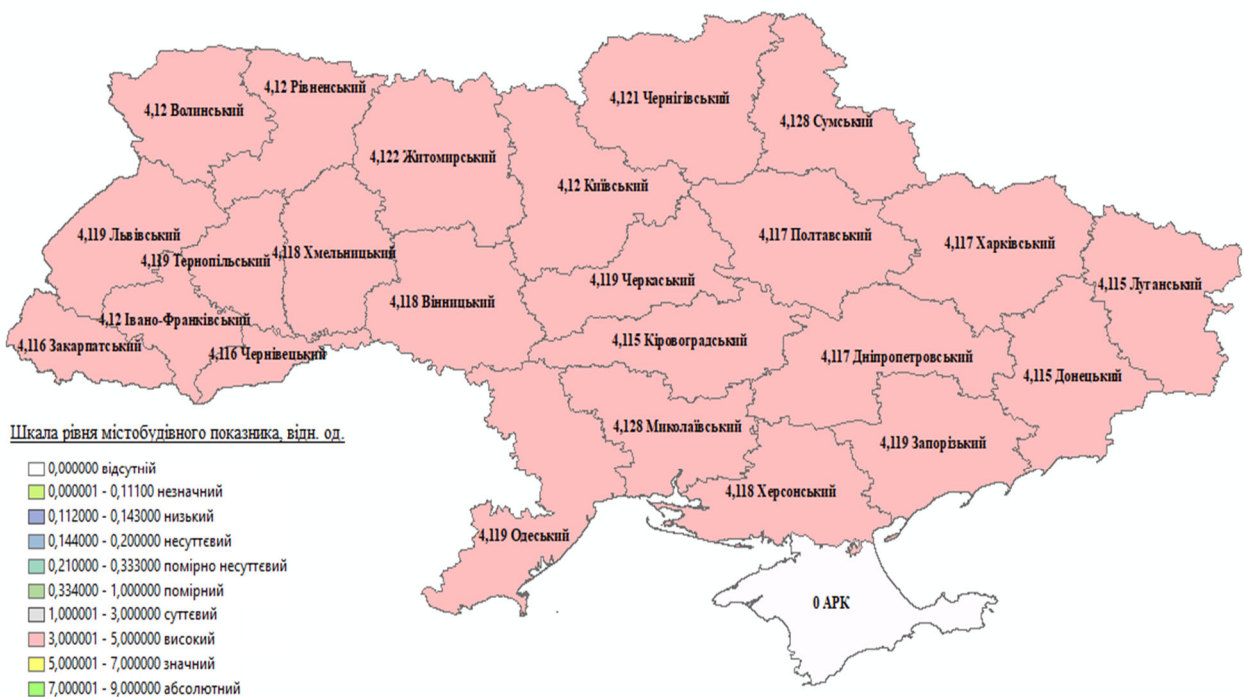 4,12 Рівненський
4,12 Волинський
4,121 Чернігівський
4,128 Сумський
4,122 Житомирський
4,12 Київський
4,119 Львівський
4,117 Полтавський
4,117 Харківський
4,119 Тернопільський
4,118 Хмельницький
4,119 Черкаський
4,115 Луганський
4,118 Вінницький
4,12 Івано-Франківський
4,116 Закарпатський
4,116 Чернівецький
4,115 Кіровоградський
4,117 Дніпропетровський
4,115 Донецький
4,128 Миколаївський
4,119 Запорізький
4,118 Херсонський
4,119 Одеський
0 АРК
Шкала рівня містобудівного показника, відн. од.
0,000000 відсутній
0,000001 - 0,11100 незначний
0,112000 - 0,143000 низький
0,144000 - 0,200000 несуттєвий
0,210000 - 0,333000 помірно несуттєвий
0,334000 - 1,000000 помірний
1,000001 - 3,000000 суттєвий
3,000001 - 5,000000 високий
5,000001 - 7,000000 значний
7,000001 - 9,000000 абсолютний